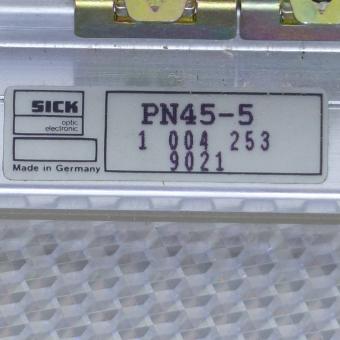 SICK
optic
electronic
Made in Germany
PN45-5
1 004 253
9021